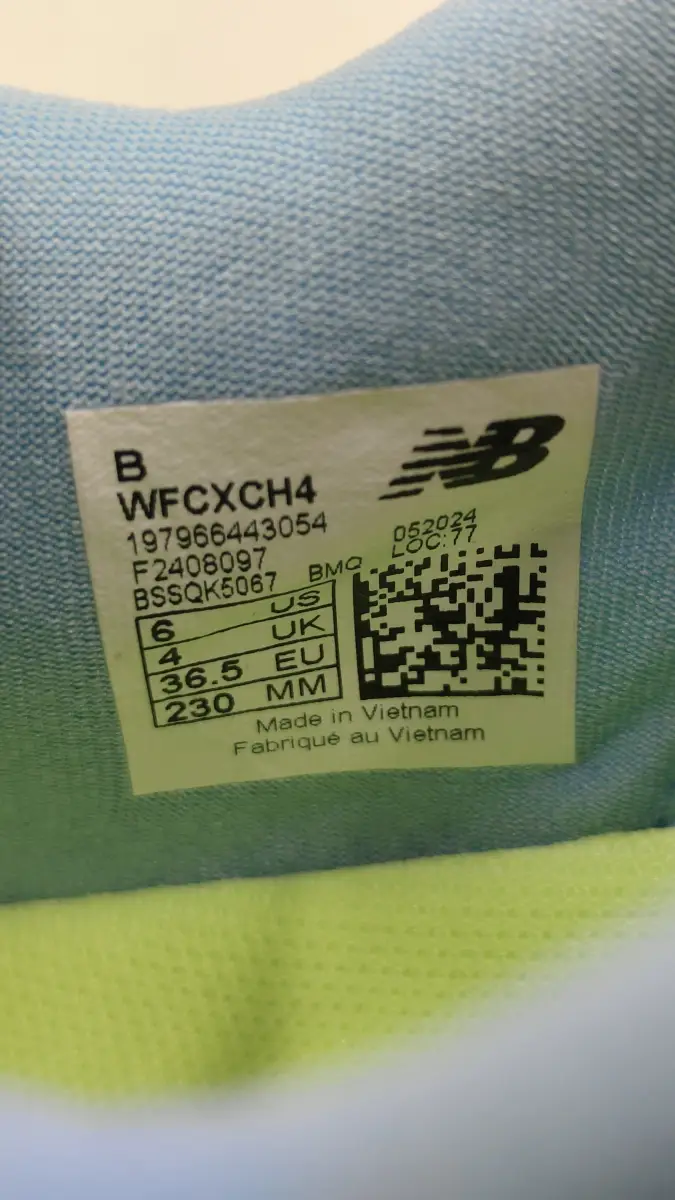 B
WFCXCH4
197966443054
F2408097
BSSQK5067 BMQ
NB
052024
LOC:77
6 US
4 UK
36.5 EU
230 MM
Made in Vietnam
Fabriqué au Vietnam